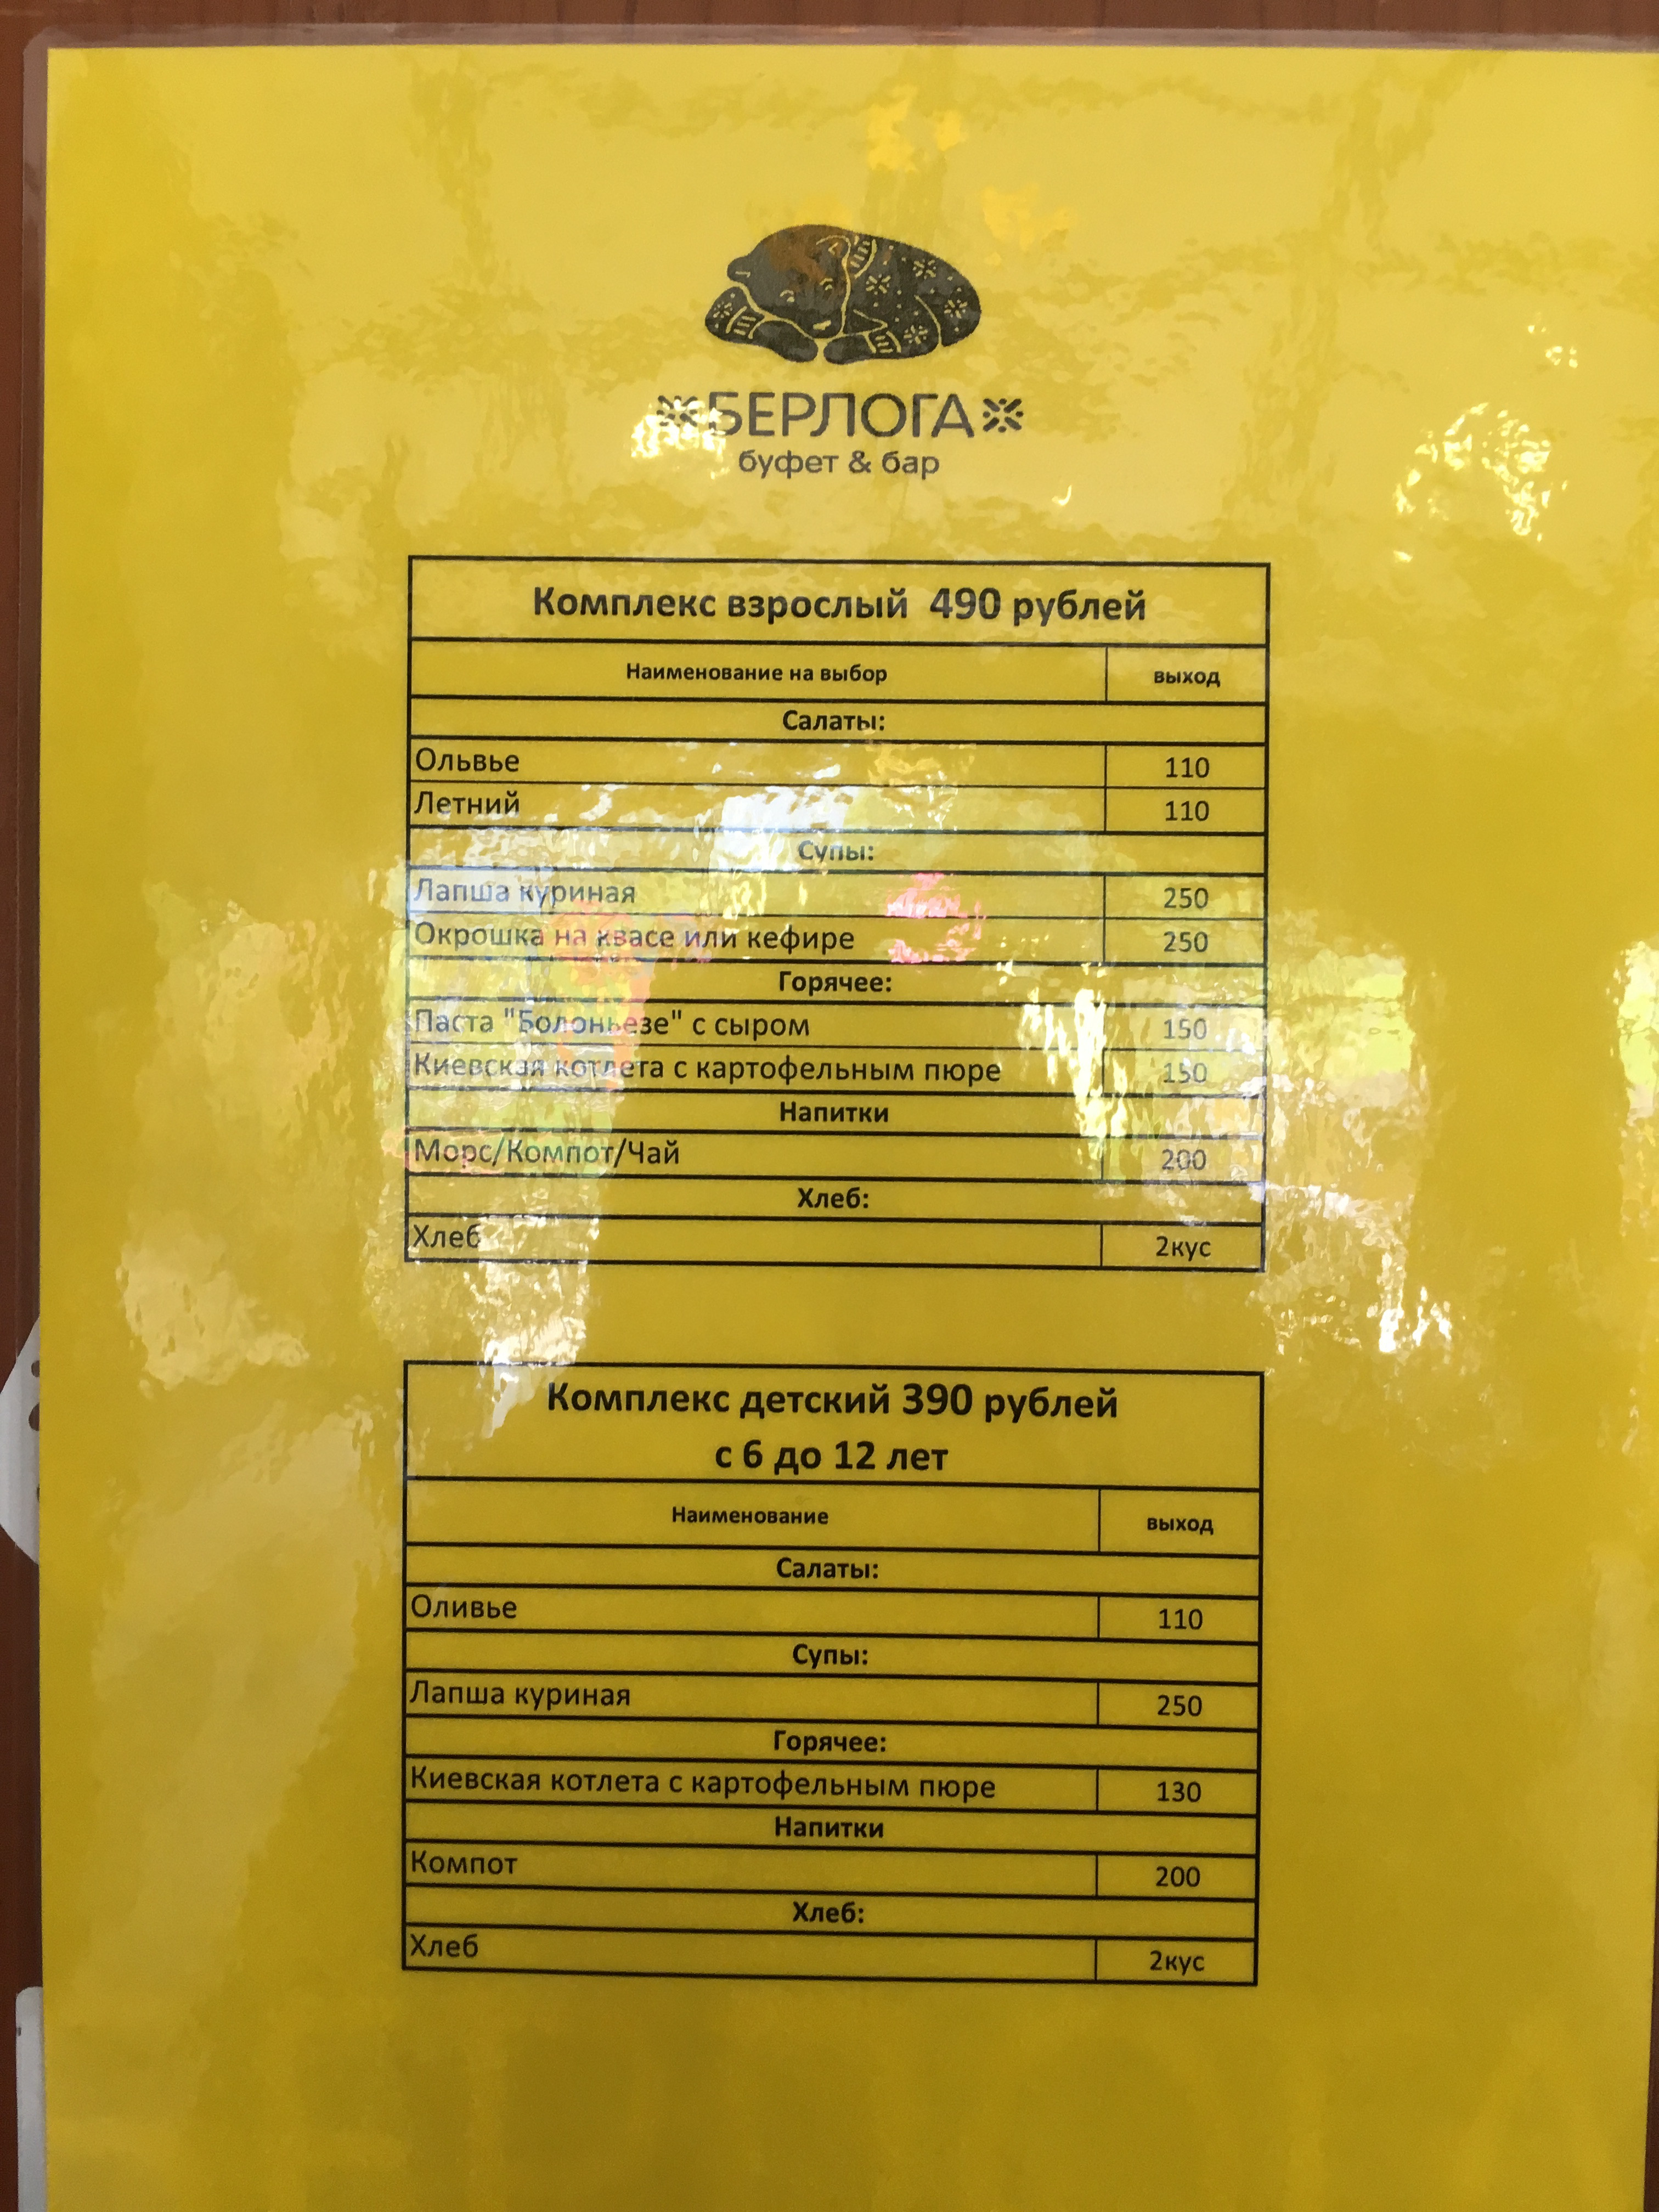 БЕРЛОГА
буфет & бар
Комплекс взрослый 490 рублей
Наименование на выбор выход
Салаты:
Ольвье 110
Летний 110
Супы:
Лапша куриная 250
Окрошка на квасе или кефире 250
Горячее:
Паста "Болоньезе" с сыром 150
Киевская котлета с картофельным пюре 150
Напитки
Морс/Компот/Чай 200
Хлеб:
Хлеб 2кус
Комплекс детский 390 рублей
с 6 до 12 лет
Наименование выход
Салаты:
Оливье 110
Супы:
Лапша куриная 250
Горячее:
Киевская котлета с картофельным пюре 130
Напитки
Компот 200
Хлеб:
Хлеб 2кус